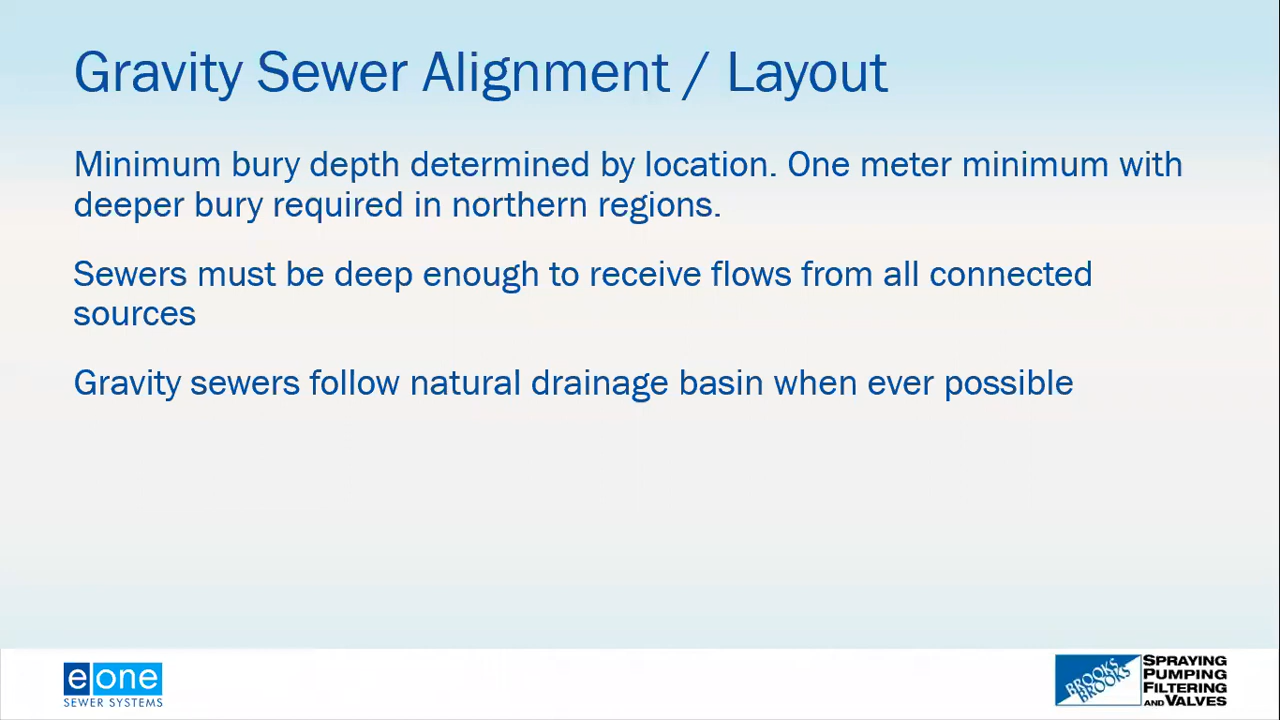 Gravity Sewer Alignment / Layout
Minimum bury depth determined by location. One meter minimum with
deeper bury required in northern regions.
Sewers must be deep enough to receive flows from all connected
sources
Gravity sewers follow natural drainage basin when ever possible
e one
SEWER SYSTEMS
BROOKS
BROOKS
SPRAYING
PUMPING
FILTERING
AND VALVES